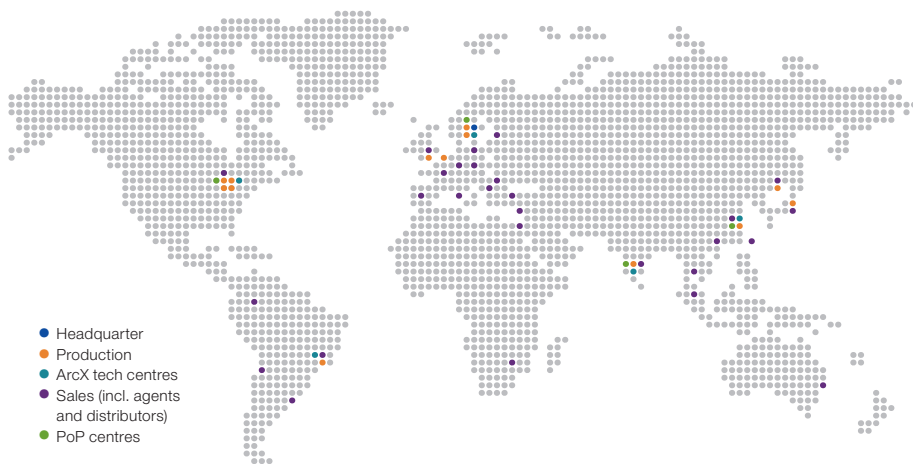 Headquarter
Production
ArcX tech centres
Sales (incl. agents
and distributors)
PoP centres